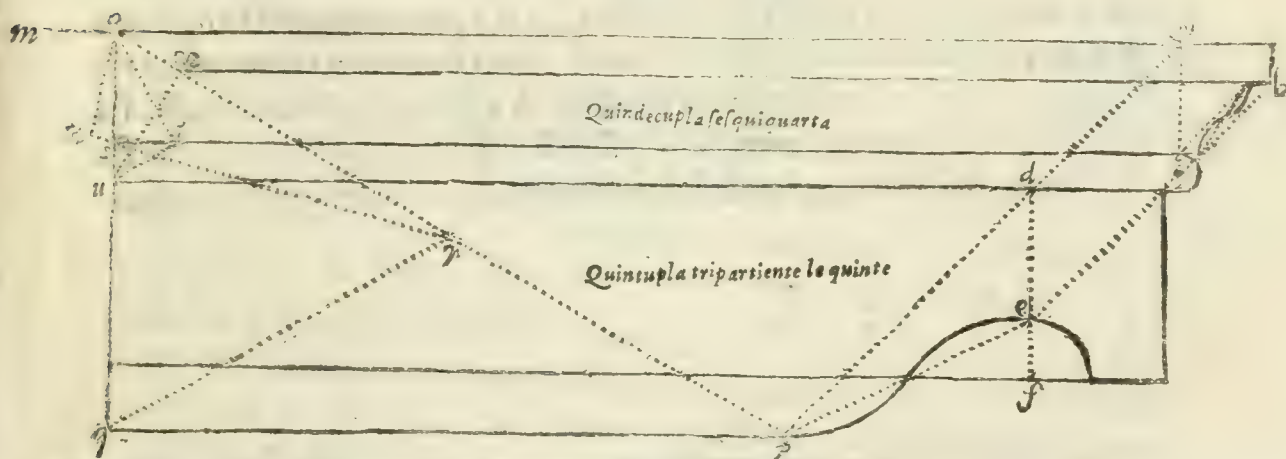 m o
b
Quindecupla sesquiquarta
u d
r
Quintupla tripartiente le quinte
e
f
q p